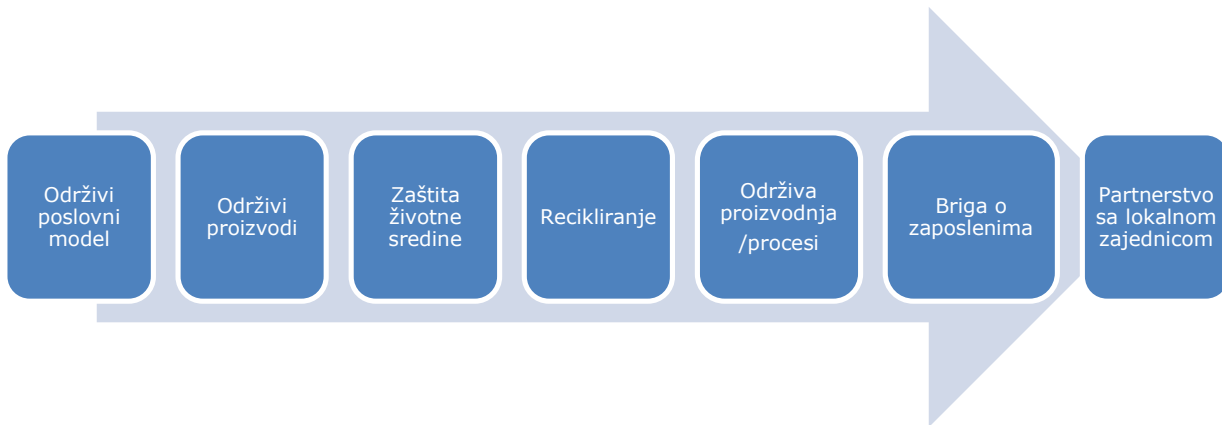 Održivi
poslovni
model
Održivi
proizvodi
Zaštita
životne
sredine
Recikliranje
Održiva
proizvodnja
/procesi
Briga o
zaposlenima
Partnerstvo
sa lokalnom
zajednicom